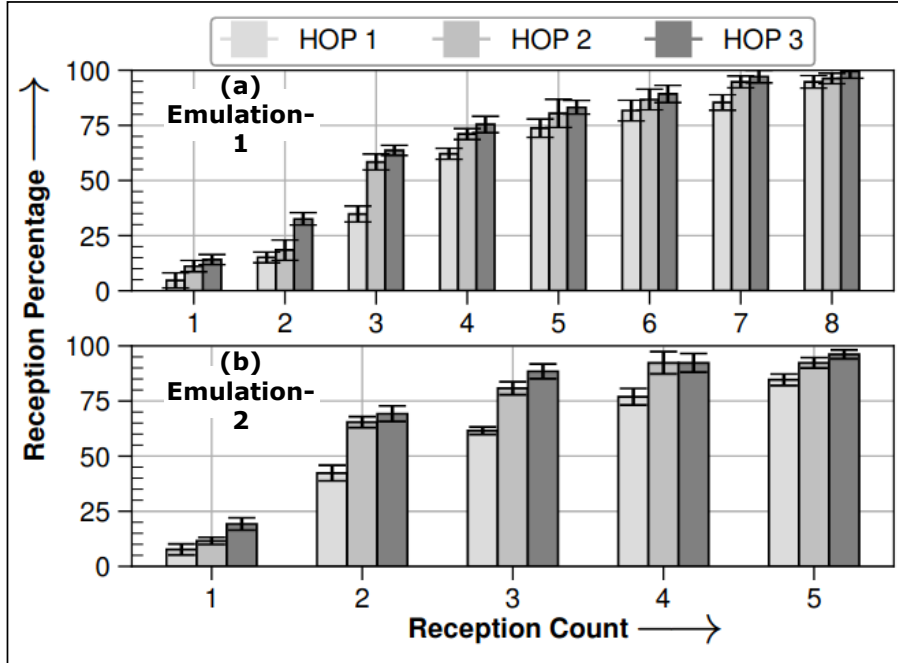 HOP 1 HOP 2 HOP 3
Reception Percentage
100
75
50
25
0
(a)
Emulation-
1
1 2 3 4 5 6 7 8
100
75
50
25
0
(b)
Emulation-
2
1 2 3 4 5
Reception Count